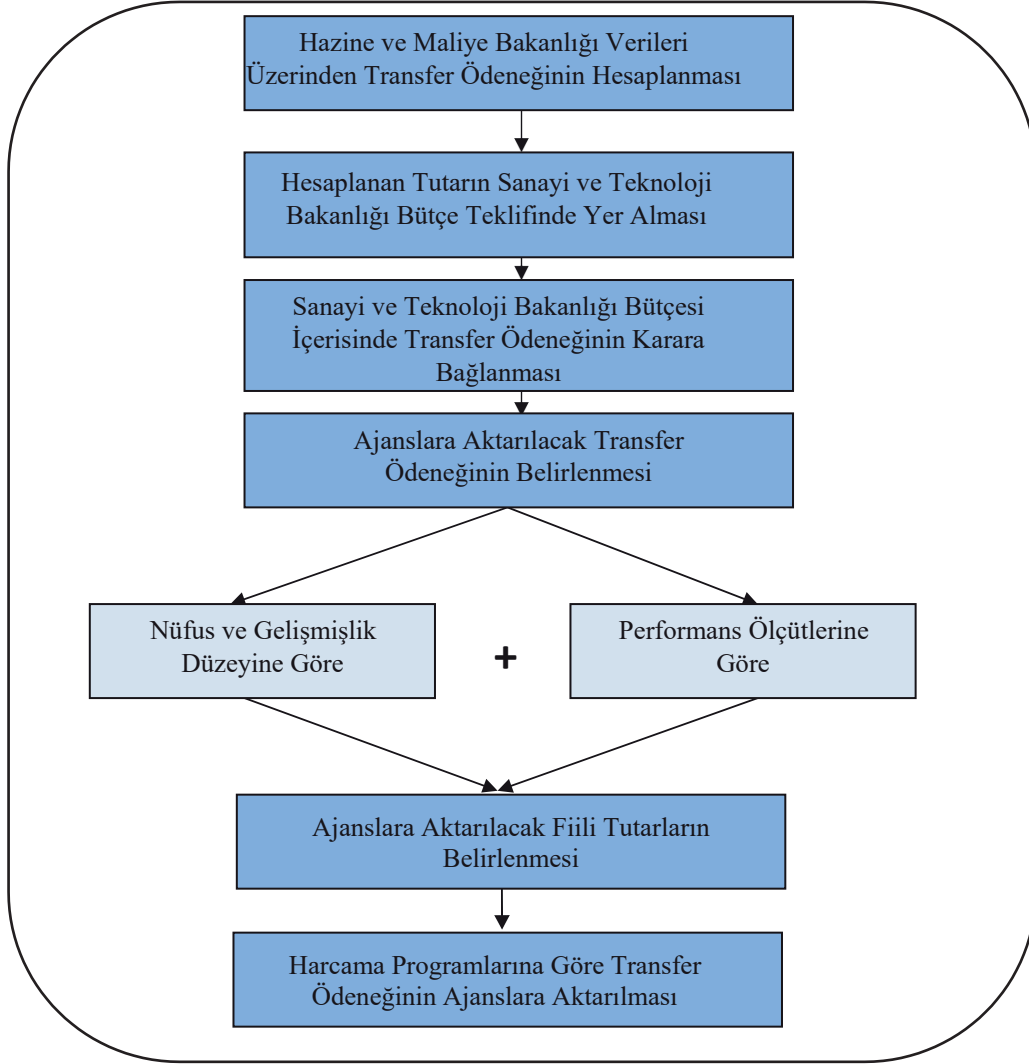 Hazine ve Maliye Bakanlığı Verileri
Üzerinden Transfer Ödeneğinin Hesaplanması
Hesaplanan Tutarın Sanayi ve Teknoloji
Bakanlığı Bütçe Teklifinde Yer Alması
Sanayi ve Teknoloji Bakanlığı Bütçesi
İçerisinde Transfer Ödeneğinin Karara
Bağlanması
Ajanslara Aktarılacak Transfer
Ödeneğinin Belirlenmesi
Nüfus ve Gelişmişlik
Düzeyine Göre
+
Performans Ölçütlerine
Göre
Ajanslara Aktarılacak Fiili Tutarların
Belirlenmesi
Harcama Programlarına Göre Transfer
Ödeneğinin Ajanslara Aktarılması